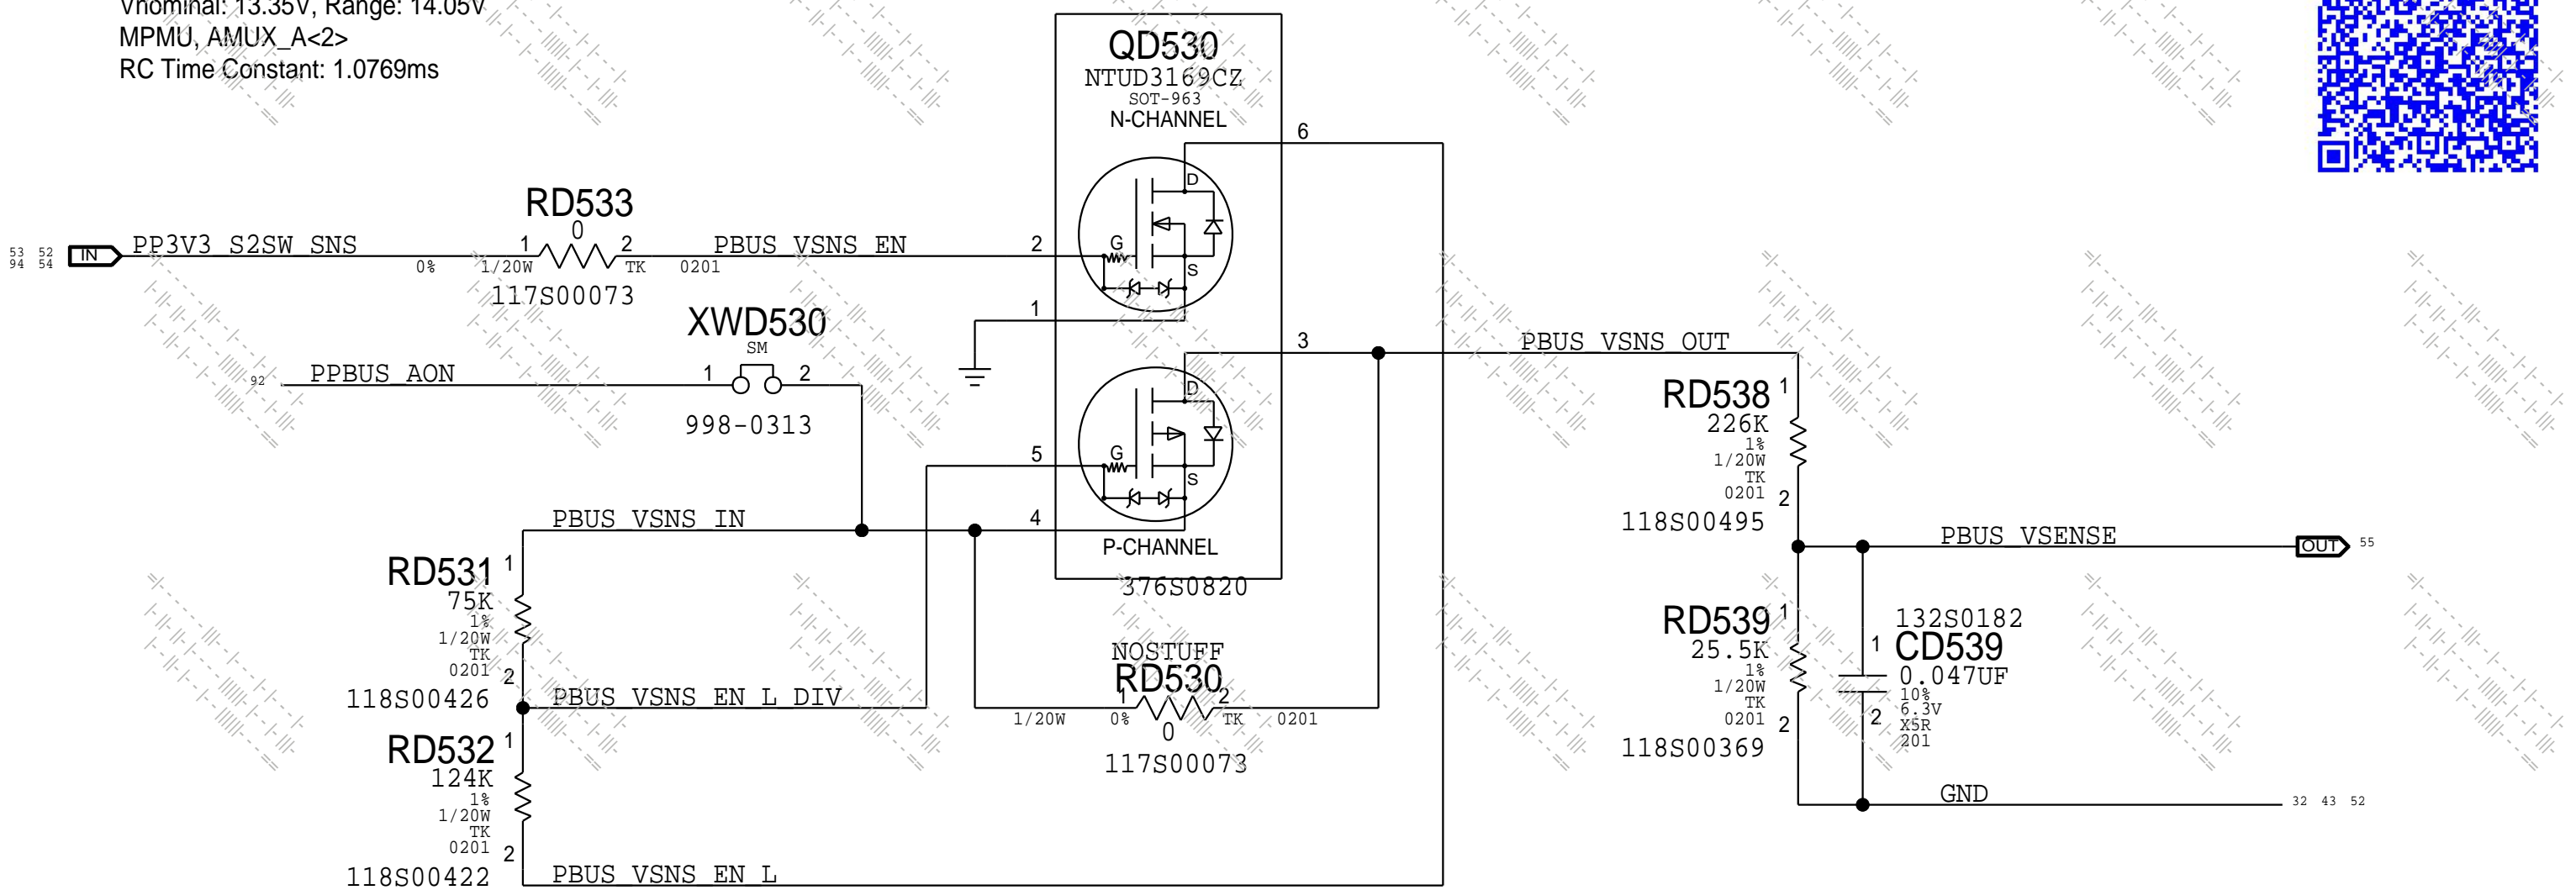 Vnominal: 13.35V, Range: 14.05V
MPMU, AMUX_A<2>
RC Time Constant: 1.0769ms
QD530
NTUD3169CZ
SOT-963
N-CHANNEL
6
D
G
S
2
1
53 52
94 54
IN
PP3V3_S2SW_SNS
RD533
0
1
2
0%
1/20W
TK
0201
117S00073
PBUS_VSNS_EN
XWD530
SM
92
PPBUS_AON
1
2
998-0313
3
D
G
S
5
4
P-CHANNEL
376S0820
PBUS_VSNS_OUT
PBUS_VSNS_IN
RD531
1
75K
1%
1/20W
TK
0201
2
118S00426
PBUS_VSNS_EN_L_DIV
RD532
1
124K
1%
1/20W
TK
0201
2
118S00422
PBUS_VSNS_EN_L
NOSTUFF
RD530
1
2
1/20W
0%
TK
0201
0
117S00073
RD538
1
226K
1%
1/20W
TK
0201
2
118S00495
PBUS_VSENSE
OUT
55
RD539
1
25.5K
1%
1/20W
TK
0201
2
118S00369
132S0182
1
CD539
0.047UF
10%
6.3V
2
X5R
201
GND
32 43 52